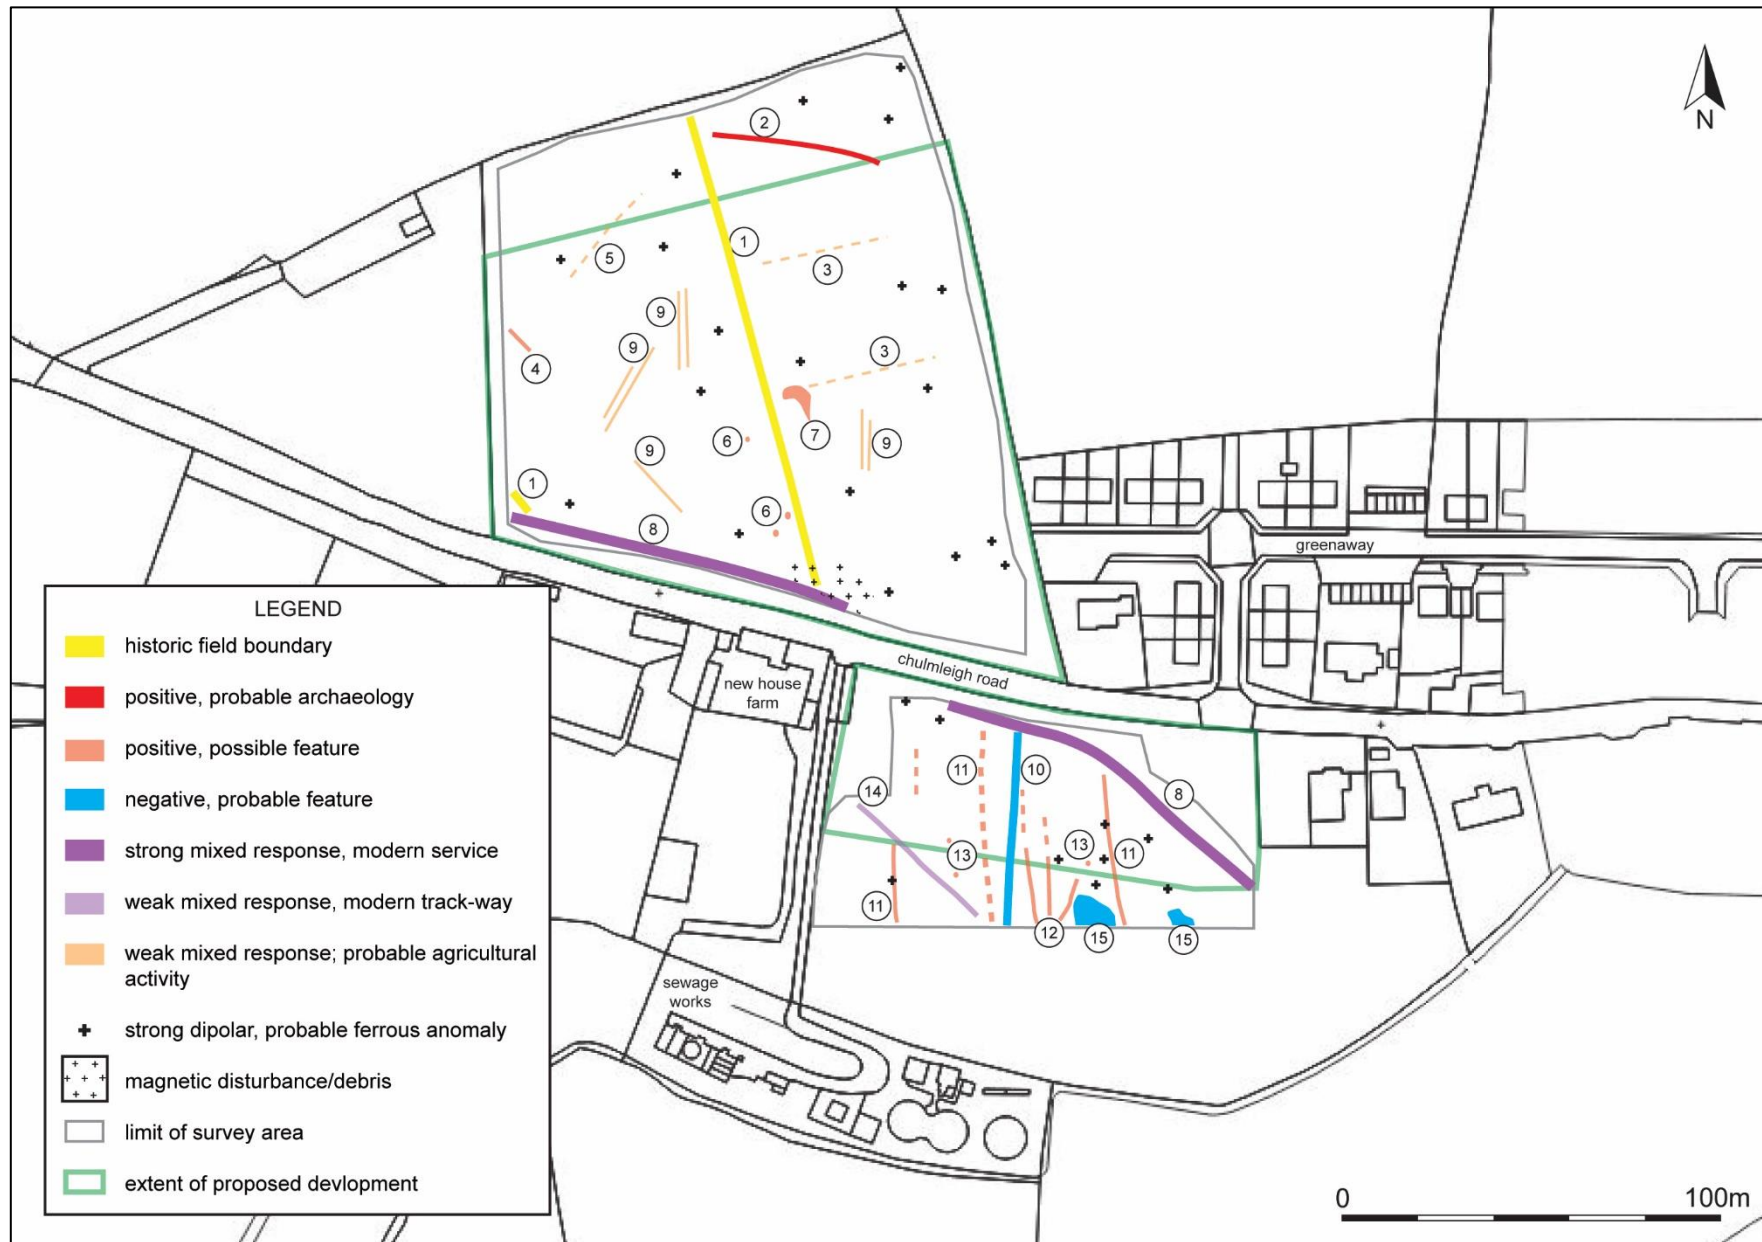 N
2
1
5
3
9
9
4
3
7
6
9
9
1
6
8
greenaway
chulmleigh road
new house
farm
11
10
14
8
13
13
11
11
12
15
15
sewage
works
LEGEND
historic field boundary
positive, probable archaeology
positive, possible feature
negative, probable feature
strong mixed response, modern service
weak mixed response, modern track-way
weak mixed response; probable agricultural
activity
strong dipolar, probable ferrous anomaly
magnetic disturbance/debris
limit of survey area
extent of proposed devlopment
0 100m